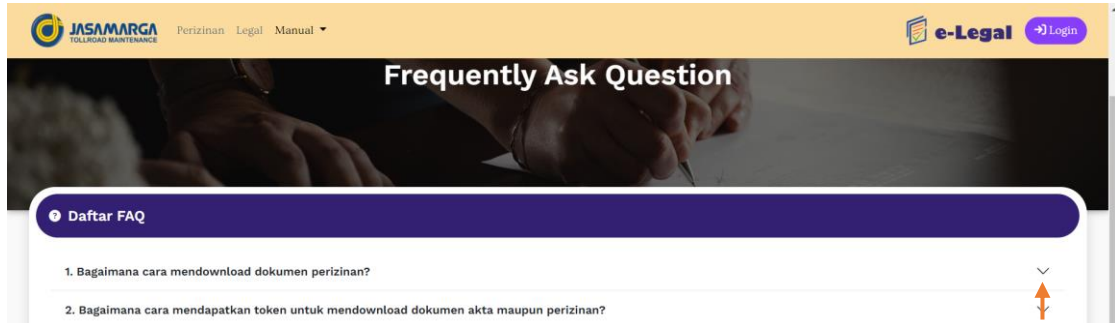 JASAMARGA
TOLLROAD MAINTENANCE
Perizinan Legal Manual
e-Legal
Login
Frequently Ask Question
Daftar FAQ
1. Bagaimana cara mendownload dokumen perizinan?
2. Bagaimana cara mendapatkan token untuk mendownload dokumen akta maupun perizinan?